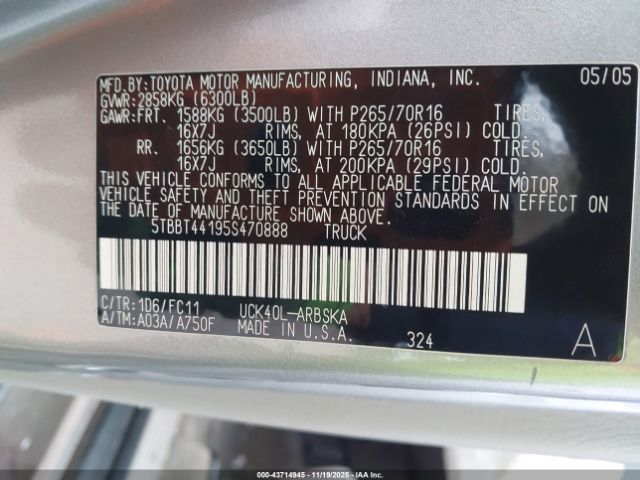 MFD.BY:TOYOTA MOTOR MANUFACTURING, INDIANA, INC. 05/05
GVWR:2858KG (6300LB)
GAWR:FRT. 1588KG (3500LB) WITH P265/70R16 TIRES,
16X7J RIMS, AT 180KPA (26PSI) COLD.
RR. 1656KG (3650LB) WITH P265/70R16 TIRES,
16X7J RIMS, AT 200KPA (29PSI) COLD.
THIS VEHICLE CONFORMS TO ALL APPLICABLE FEDERAL MOTOR
VEHICLE SAFETY AND THEFT PREVENTION STANDARDS IN EFFECT ON
THE DATE OF MANUFACTURE SHOWN ABOVE.
5TBBT44195S470888 TRUCK
C/TR:1D6/FC11 UCK40L-ARBSKA
A/TM:A03A/A750F MADE IN U.S.A. 324 A
000-43714945 - 11/19/2025 - IAAI.com